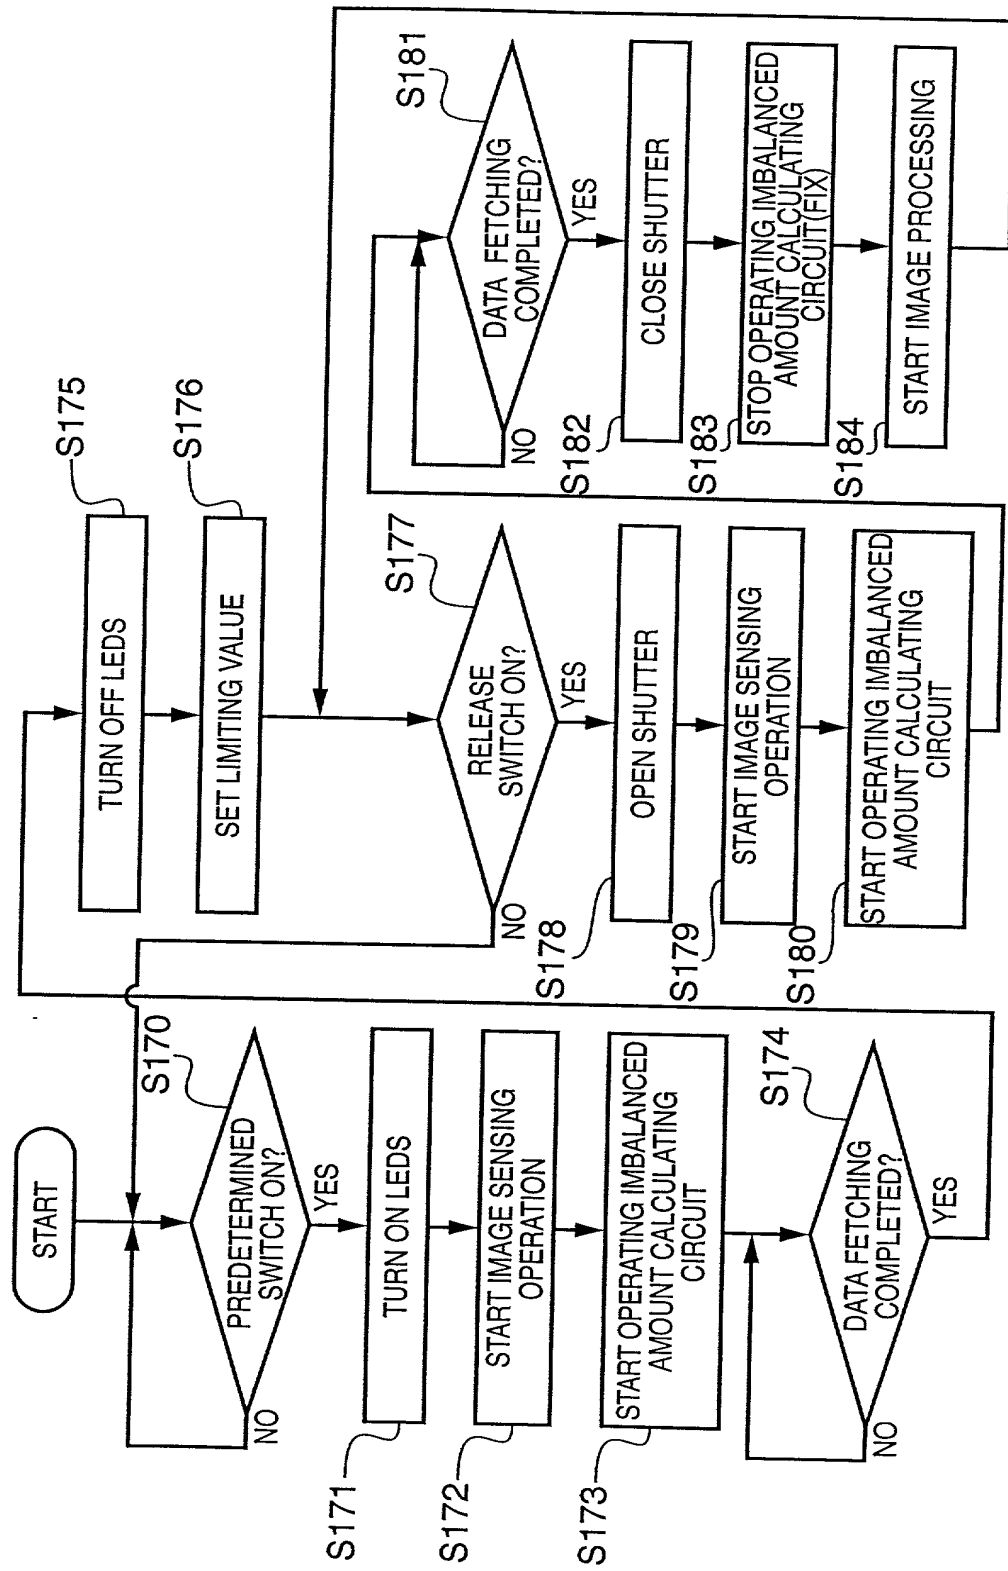 START
S170
PREDETERMINED
SWITCH ON?
NO
YES
S171
TURN ON LEDS
S172
START IMAGE SENSING
OPERATION
S173
START OPERATING IMBALANCED
AMOUNT CALCULATING
CIRCUIT
S174
DATA FETCHING
COMPLETED?
NO
YES
S175
TURN OFF LEDS
S176
SET LIMITING VALUE
S177
RELEASE
SWITCH ON?
NO
YES
S178
OPEN SHUTTER
S179
START IMAGE SENSING
OPERATION
S180
START OPERATING IMBALANCED
AMOUNT CALCULATING
CIRCUIT
S181
DATA FETCHING
COMPLETED?
NO
YES
S182
CLOSE SHUTTER
S183
STOP OPERATING IMBALANCED
AMOUNT CALCULATING
CIRCUIT(FIX)
S184
START IMAGE PROCESSING